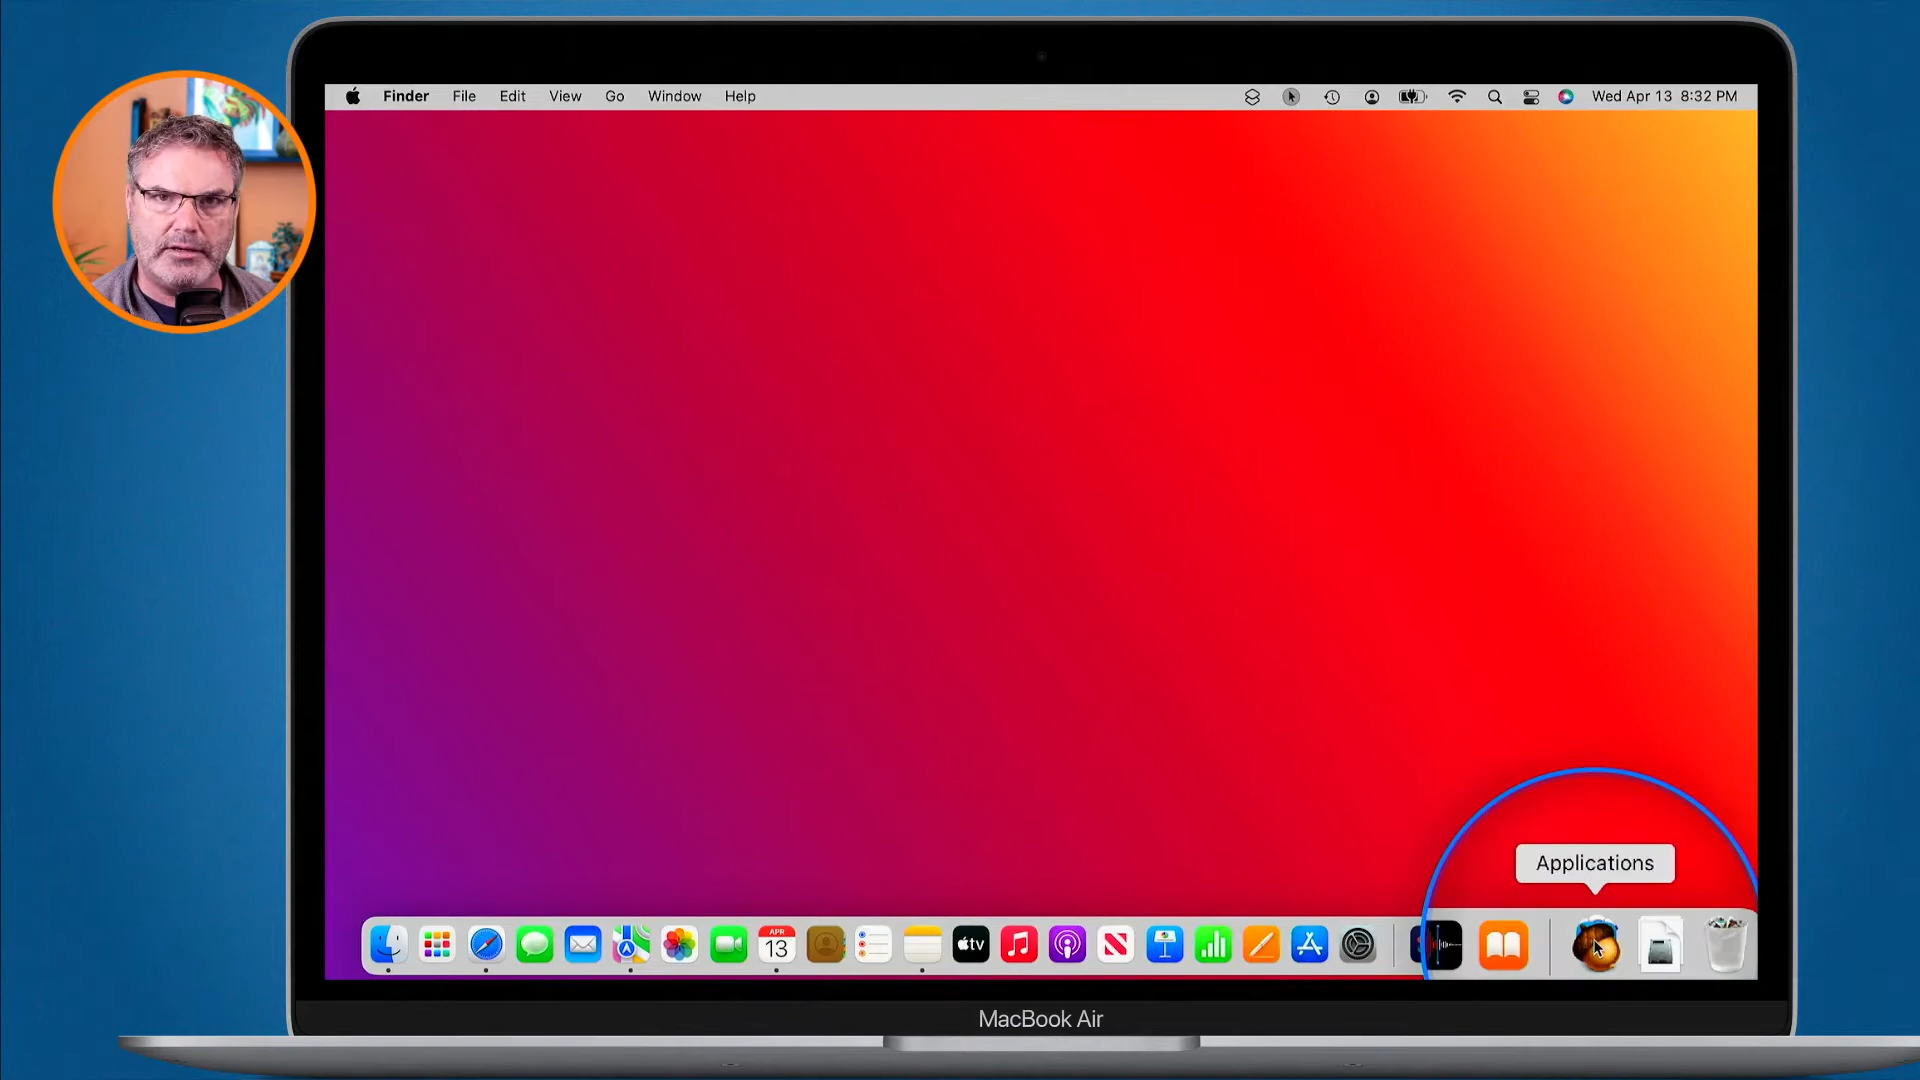 Finder File Edit View Go Window Help Wed Apr 13 8:32 PM
Applications
APR
13
tv
MacBook Air